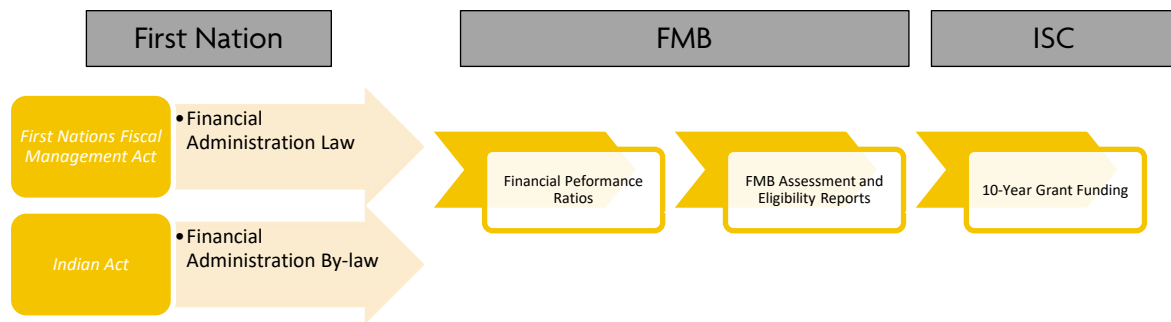 First Nation
FMB
ISC
First Nations Fiscal
Management Act
•Financial
Administration Law
Indian Act
•Financial
Administration By-law
Financial Peformance
Ratios
FMB Assessment and
Eligibility Reports
10-Year Grant Funding